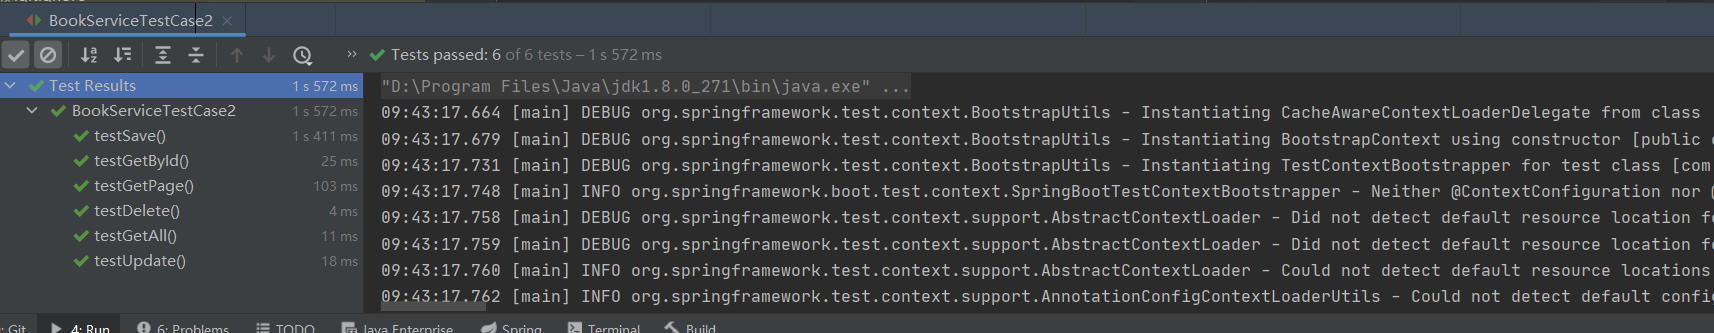 BookServiceTestCase2
Tests passed: 6 of 6 tests – 1 s 572 ms
Test Results 1 s 572 ms
BookServiceTestCase2 1 s 572 ms
testSave() 1 s 411 ms
testGetById() 25 ms
testGetPage() 103 ms
testDelete() 4 ms
testGetAll() 11 ms
testUpdate() 18 ms
"D:\Program Files\Java\jdk1.8.0_271\bin\java.exe" ...
09:43:17.664 [main] DEBUG org.springframework.test.context.BootstrapUtils - Instantiating CacheAwareContextLoaderDelegate from class
09:43:17.679 [main] DEBUG org.springframework.test.context.BootstrapUtils - Instantiating BootstrapContext using constructor [public
09:43:17.731 [main] DEBUG org.springframework.test.context.BootstrapUtils - Instantiating TestContextBootstrapper for test class [com
09:43:17.748 [main] INFO org.springframework.boot.test.context.SpringBootTestContextBootstrapper - Neither @ContextConfiguration nor @
09:43:17.758 [main] DEBUG org.springframework.test.context.support.AbstractContextLoader - Did not detect default resource location fo
09:43:17.759 [main] DEBUG org.springframework.test.context.support.AbstractContextLoader - Did not detect default resource location fo
09:43:17.760 [main] INFO org.springframework.test.context.support.AbstractContextLoader - Could not detect default resource locations
09:43:17.762 [main] INFO org.springframework.test.context.support.AnnotationConfigContextLoaderUtils - Could not detect default confi
: Git 4: Run 6: Problems TODO Java Enterprise Spring Terminal Build